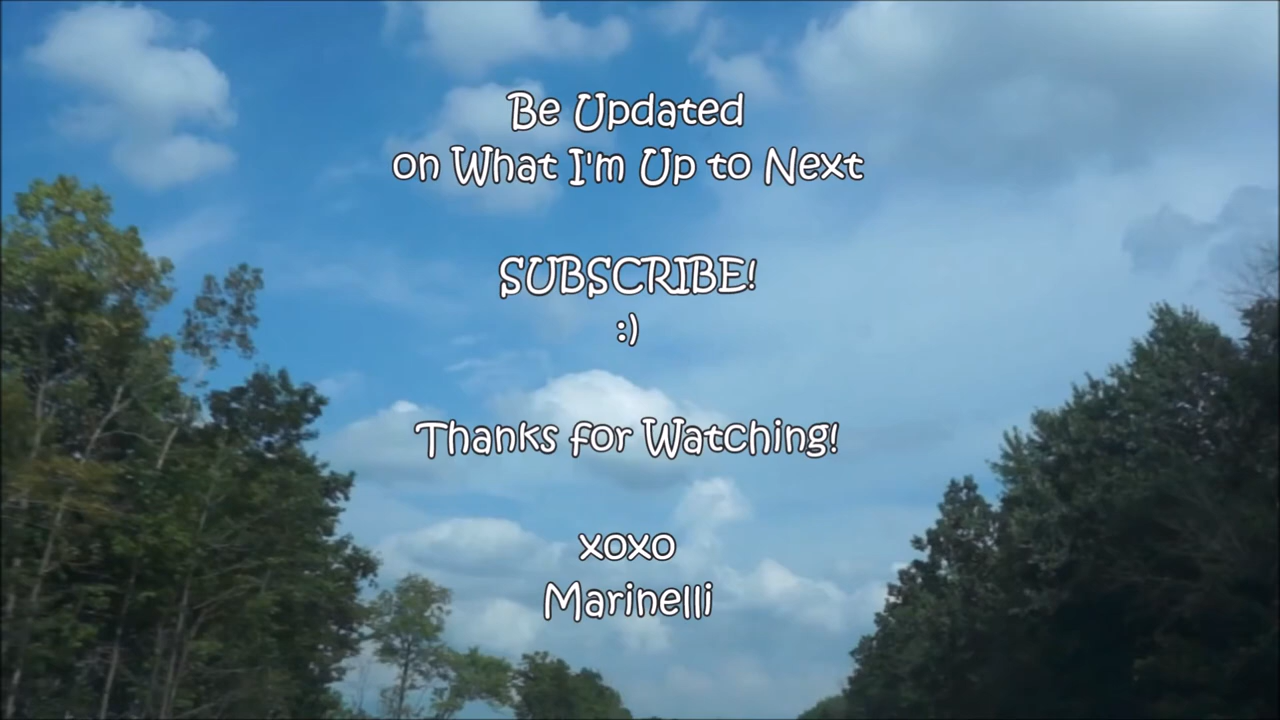 Be Updated
on What I'm Up to Next
SUBSCRIBE!
:)
Thanks for Watching!
xoxo
Marinelli